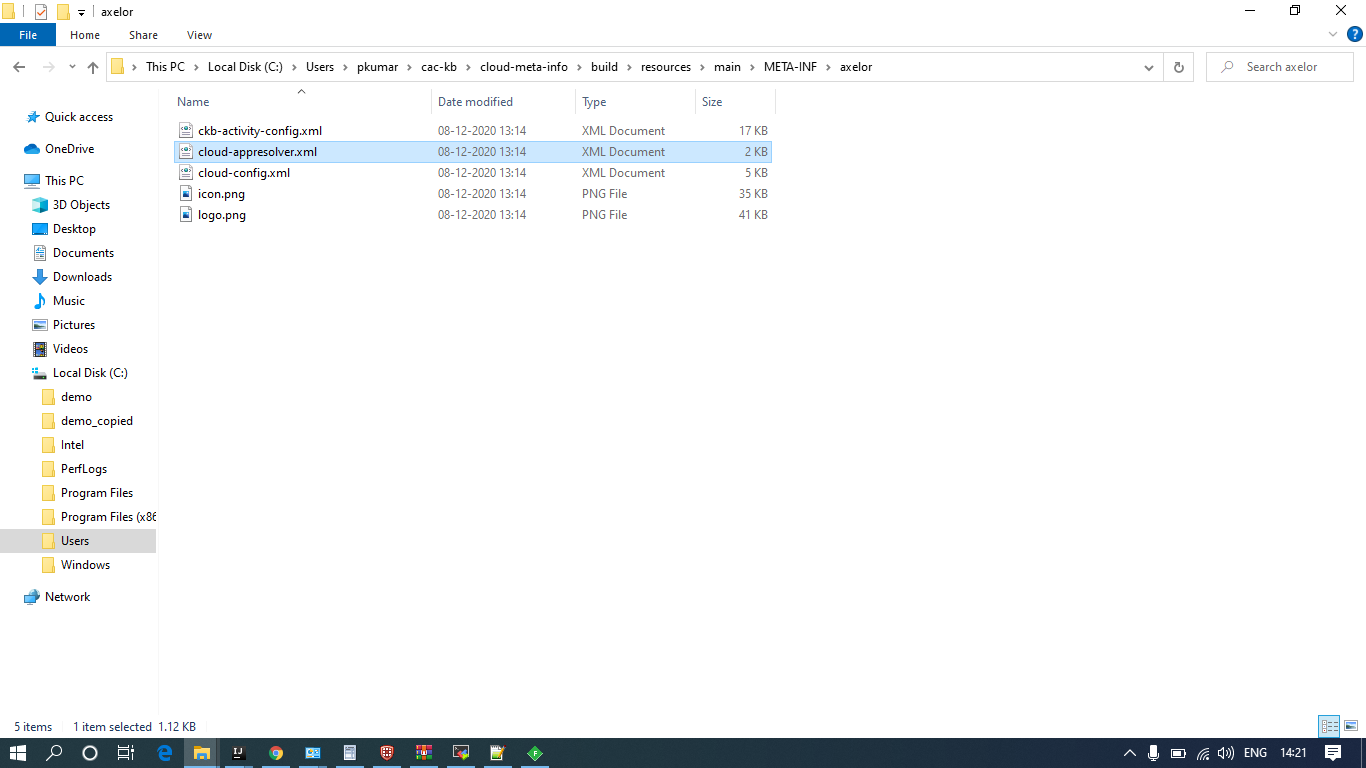 axelor
File Home Share View
This PC Local Disk (C:) Users pkumar cac-kb cloud-meta-info build resources main META-INF axelor
Search axelor
Name Date modified Type Size
ckb-activity-config.xml 08-12-2020 13:14 XML Document 17 KB
cloud-appresolver.xml 08-12-2020 13:14 XML Document 2 KB
cloud-config.xml 08-12-2020 13:14 XML Document 5 KB
icon.png 08-12-2020 13:14 PNG File 35 KB
logo.png 08-12-2020 13:14 PNG File 41 KB
Quick access
OneDrive
This PC
3D Objects
Desktop
Documents
Downloads
Music
Pictures
Videos
Local Disk (C:)
demo
demo_copied
Intel
PerfLogs
Program Files
Program Files (x86
Users
Windows
Network
5 items 1 item selected 1.12 KB
ENG 14:21